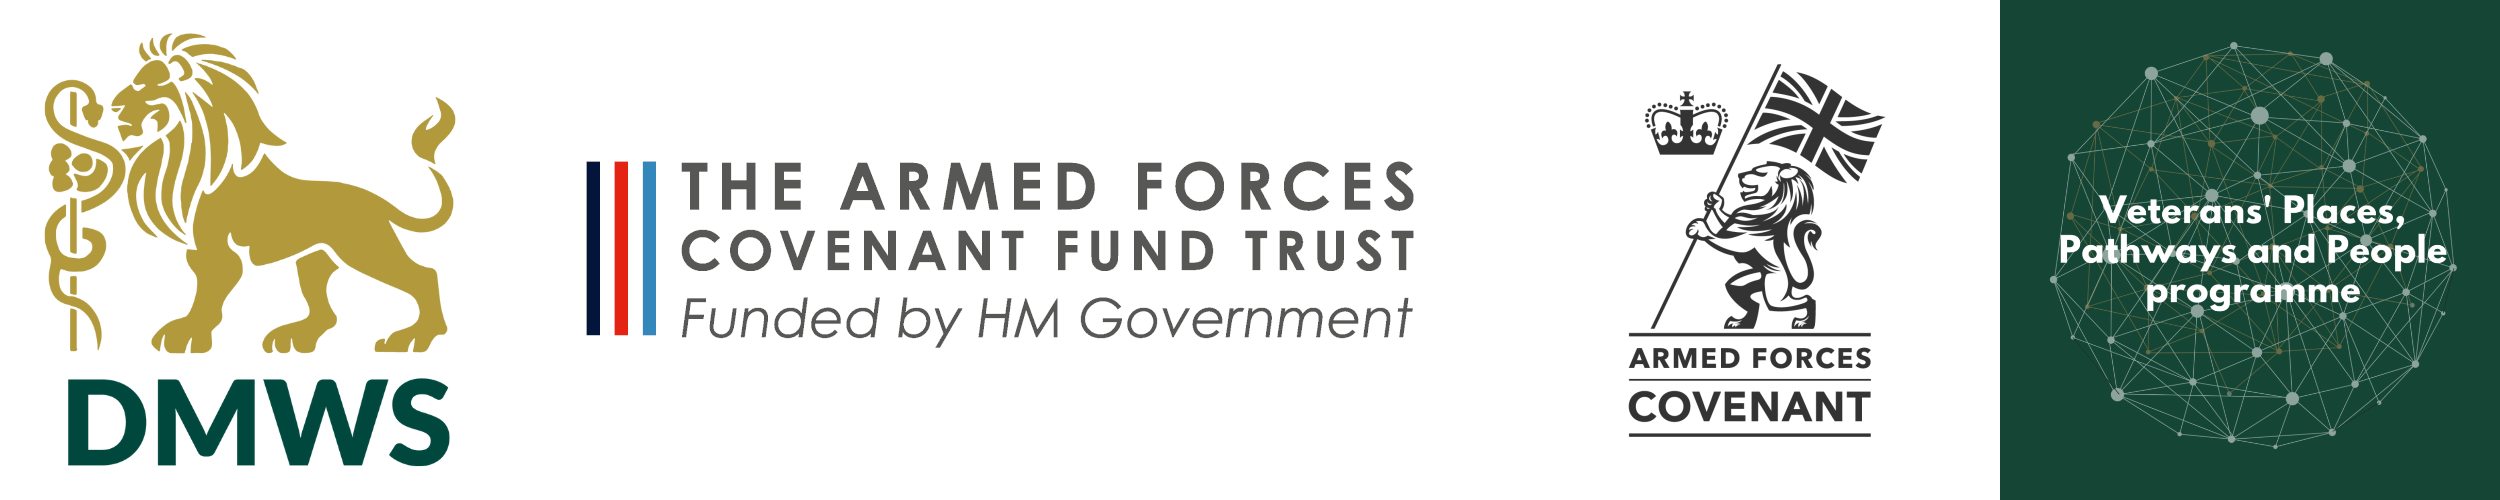 DMWS
THE ARMED FORCES
COVENANT FUND TRUST
Funded by HM Government
ARMED FORCES
COVENANT
Veterans' Places,
Pathways and People
programme